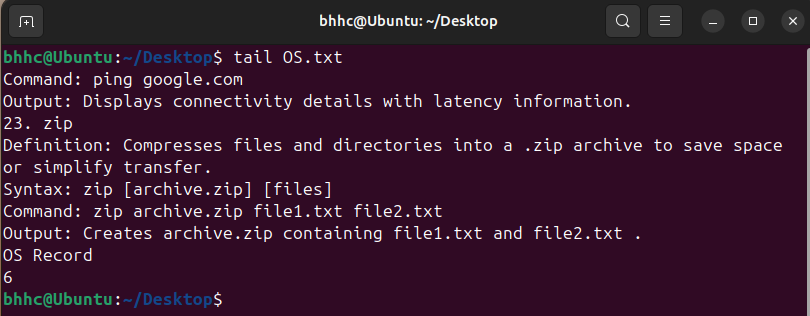 bhhc@Ubuntu: ~/Desktop
bhhc@Ubuntu:~/Desktop$ tail OS.txt
Command: ping google.com
Output: Displays connectivity details with latency information.
23. zip
Definition: Compresses files and directories into a .zip archive to save space
or simplify transfer.
Syntax: zip [archive.zip] [files]
Command: zip archive.zip file1.txt file2.txt
Output: Creates archive.zip containing file1.txt and file2.txt .
OS Record
6
bhhc@Ubuntu:~/Desktop$